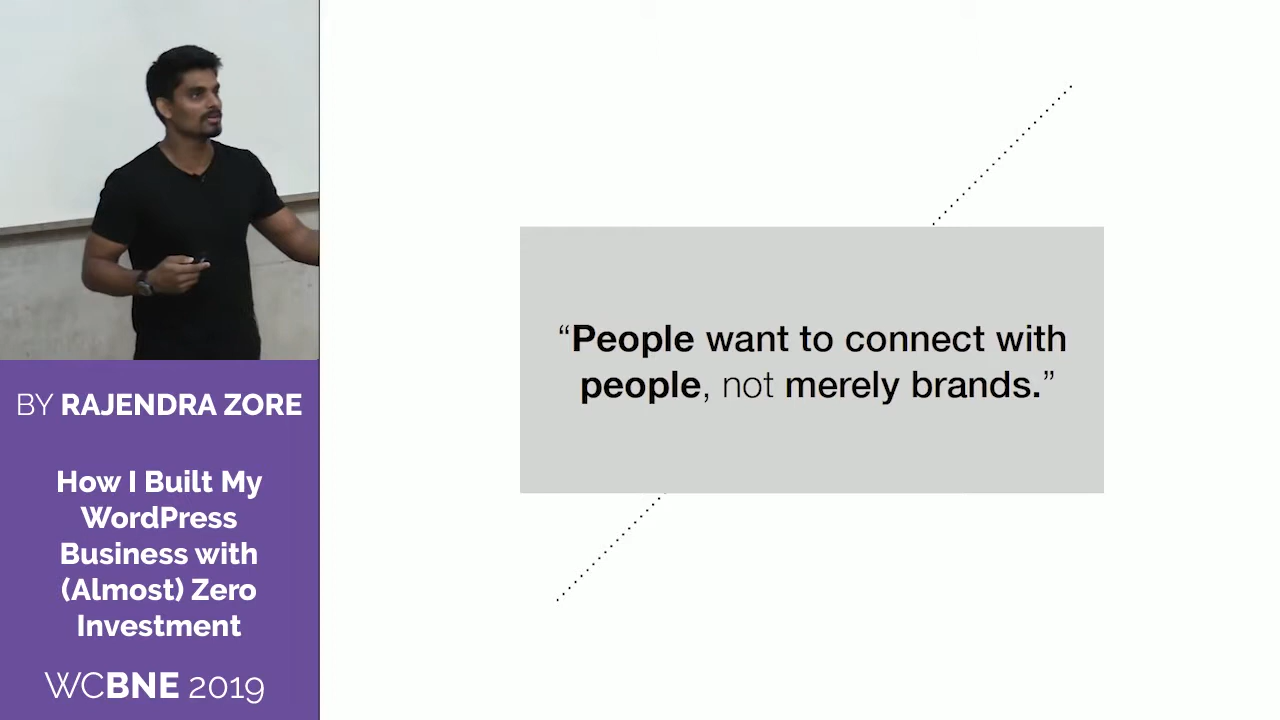 BY RAJENDRA ZORE
How I Built My
WordPress
Business with
(Almost) Zero
Investment
WCBNE 2019
“People want to connect with
people, not merely brands.”